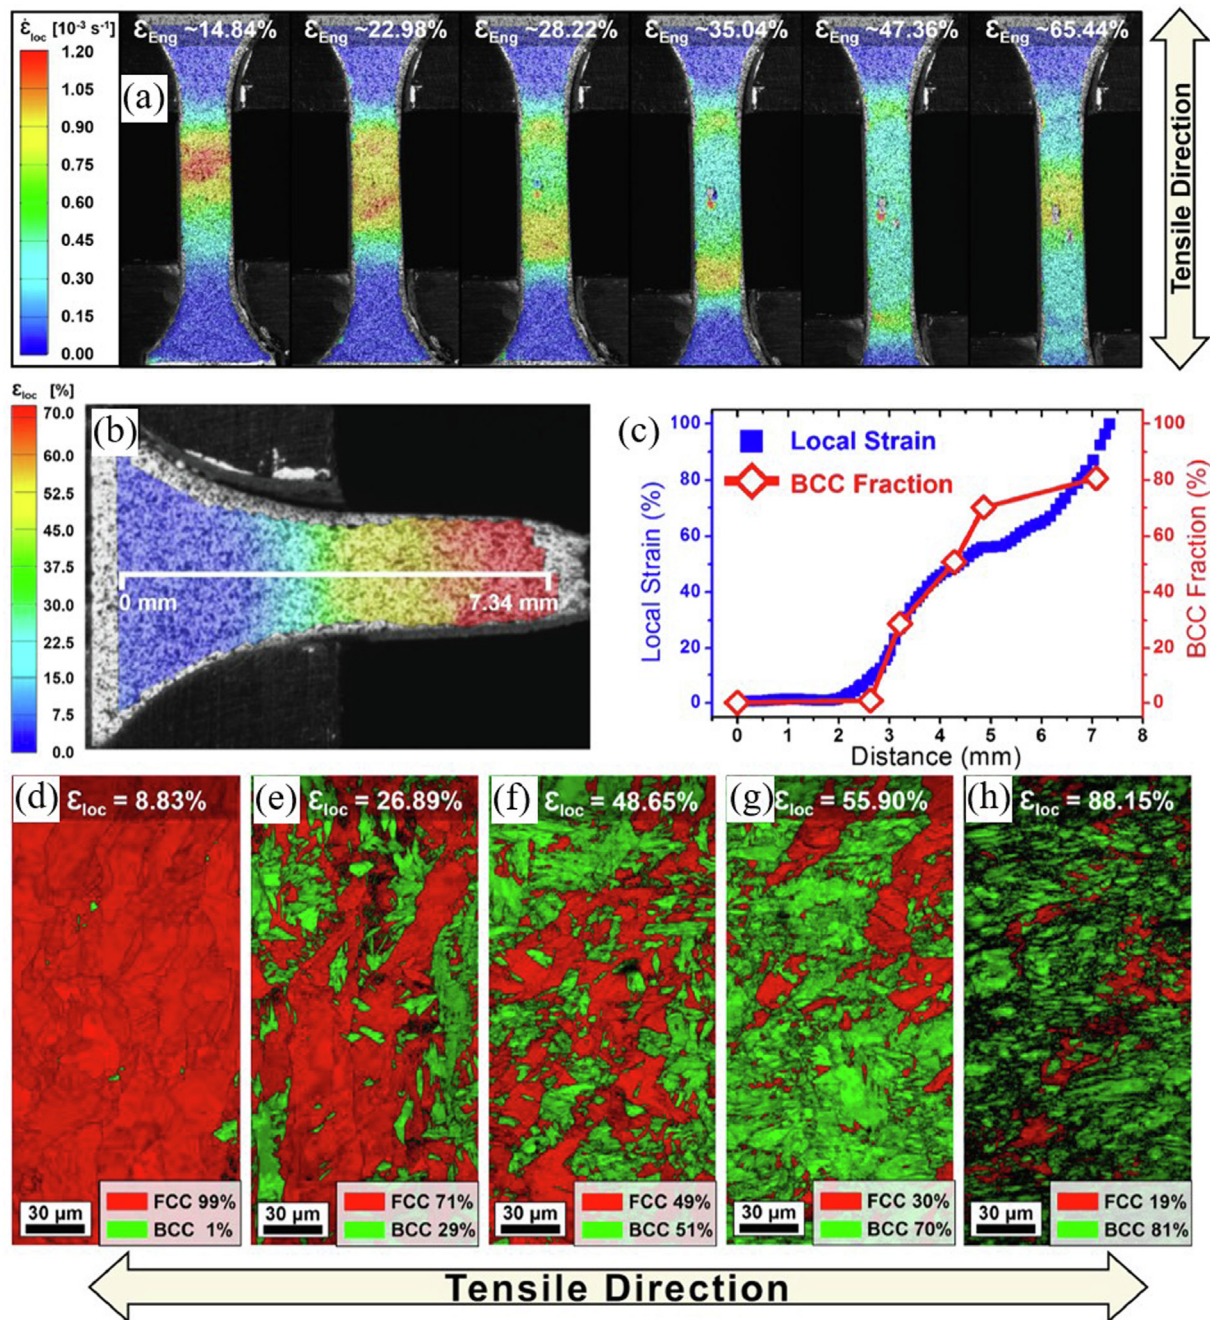 ε̇loc [10⁻³ s⁻¹]
1.20
0.90
0.75
0.60
0.45
0.30
0.15
0.00
(a)
εEng ~14.84%
εEng ~22.98%
εEng ~28.22%
εEng ~35.04%
εEng ~47.36%
εEng ~65.44%
Tensile Direction
εloc [%]
70.0
60.0
52.5
45.0
37.5
30.0
22.5
15.0
7.5
0.0
(b)
0 mm
7.34 mm
(c)
Local Strain
BCC Fraction
Local Strain (%)
100
80
60
40
20
0
BCC Fraction (%)
100
80
60
40
20
0
0 1 2 3 4 5 6 7 8
Distance (mm)
(d) εloc = 8.83%
FCC 99%
BCC 1%
30 µm
(e) εloc = 26.89%
FCC 71%
BCC 29%
30 µm
(f) εloc = 48.65%
FCC 49%
BCC 51%
30 µm
(g) εloc = 55.90%
FCC 30%
BCC 70%
30 µm
(h) εloc = 88.15%
FCC 19%
BCC 81%
30 µm
Tensile Direction